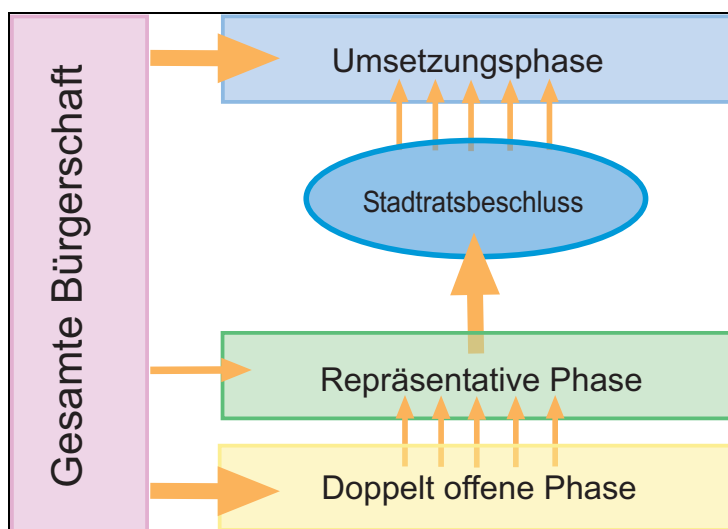 Gesamte Bürgerschaft
Umsetzungsphase
Stadtratsbeschluss
Repräsentative Phase
Doppelt offene Phase